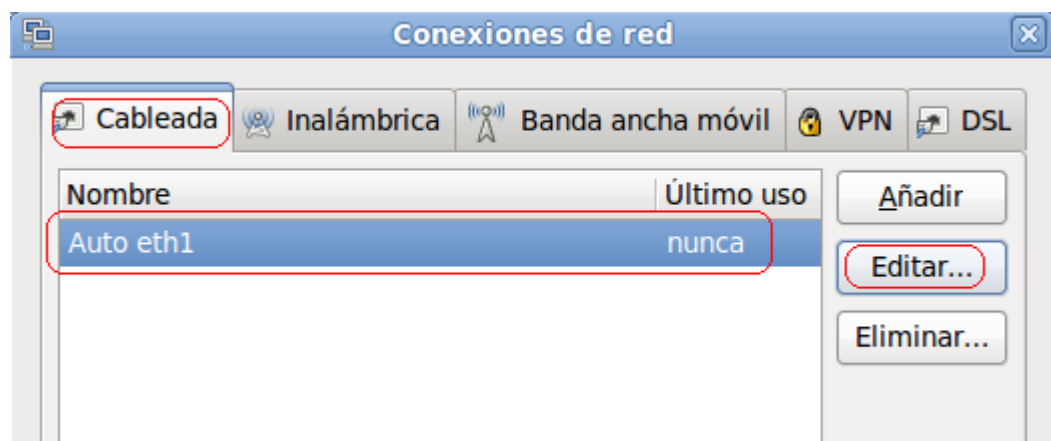 Conexiones de red
Cableada Inalámbrica Banda ancha móvil VPN DSL
Nombre Último uso Añadir
Auto eth1 nunca Editar...
Eliminar...